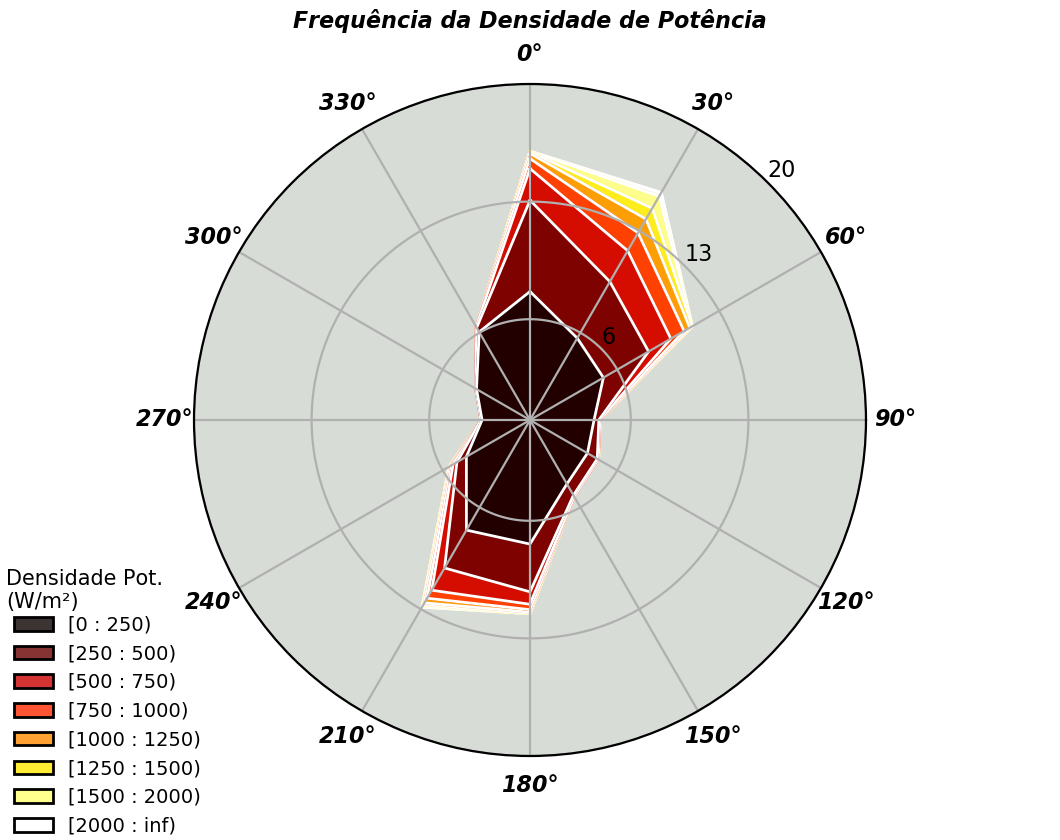 Frequência da Densidade de Potência
0°
330°
30°
20
300°
60°
13
6
270°
90°
240°
120°
210°
150°
180°
Densidade Pot.
(W/m²)
[0 : 250)
[250 : 500)
[500 : 750)
[750 : 1000)
[1000 : 1250)
[1250 : 1500)
[1500 : 2000)
[2000 : inf)